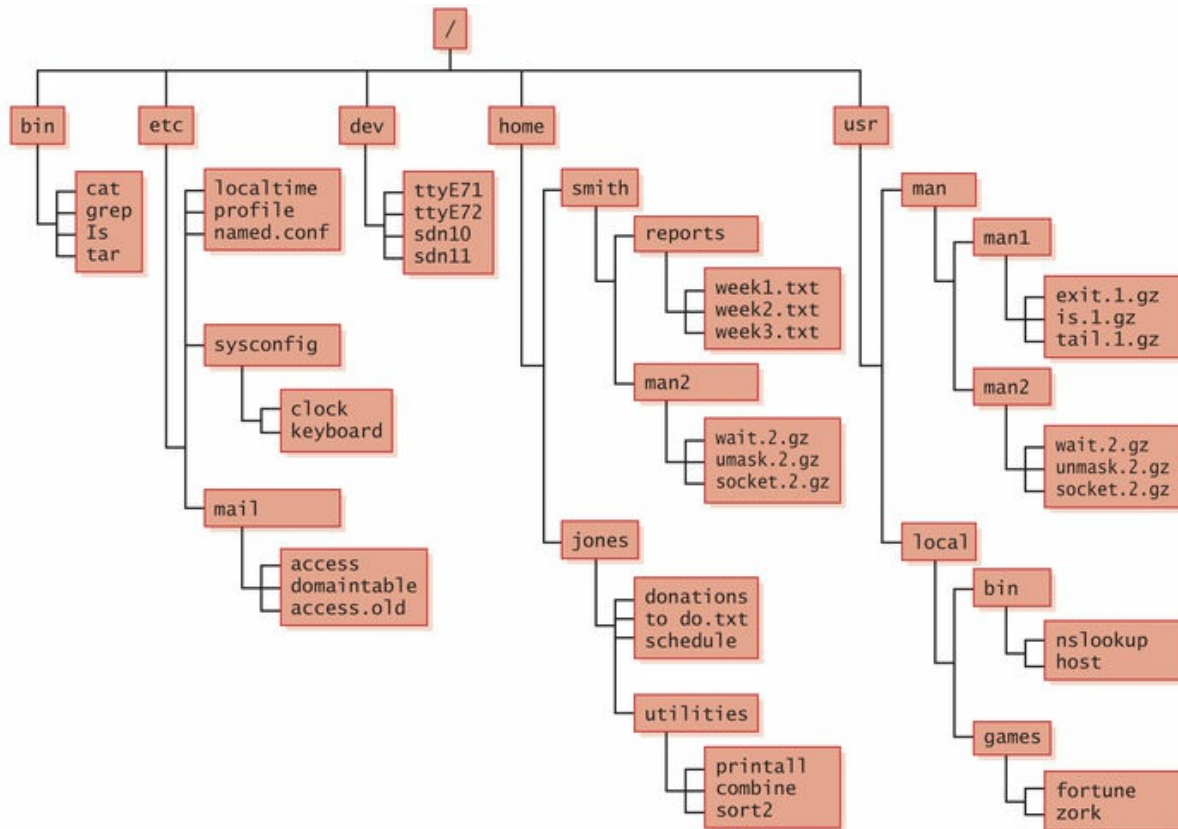 /
bin
cat
grep
Is
tar
etc
localtime
profile
named.conf
sysconfig
clock
keyboard
mail
access
domaintable
access.old
dev
ttyE71
ttyE72
sdn10
sdn11
home
smith
reports
week1.txt
week2.txt
week3.txt
man2
wait.2.gz
umask.2.gz
socket.2.gz
jones
donations
to do.txt
schedule
utilities
printall
combine
sort2
usr
man
man1
exit.1.gz
is.1.gz
tail.1.gz
man2
wait.2.gz
unmask.2.gz
socket.2.gz
local
bin
nslookup
host
games
fortune
zork